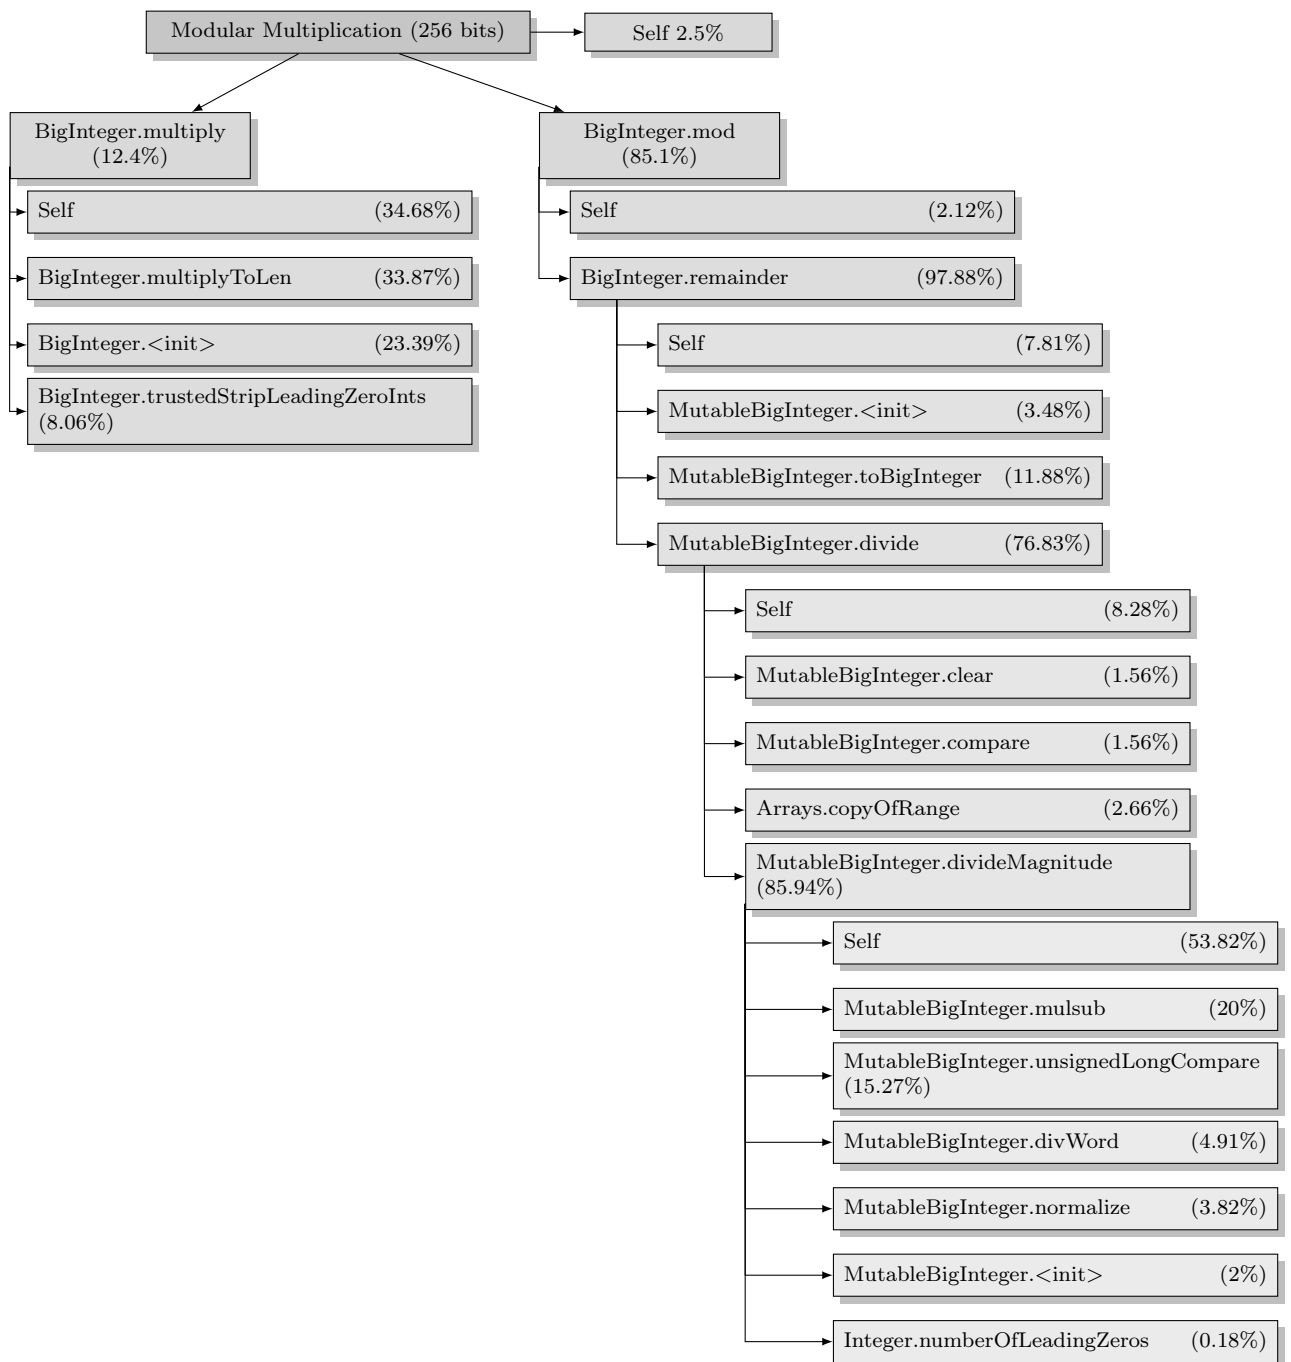 Modular Multiplication (256 bits)
Self 2.5%
BigInteger.multiply
(12.4%)
Self (34.68%)
BigInteger.multiplyToLen (33.87%)
BigInteger.<init> (23.39%)
BigInteger.trustedStripLeadingZeroInts
(8.06%)
BigInteger.mod
(85.1%)
Self (2.12%)
BigInteger.remainder (97.88%)
Self (7.81%)
MutableBigInteger.<init> (3.48%)
MutableBigInteger.toBigInteger (11.88%)
MutableBigInteger.divide (76.83%)
Self (8.28%)
MutableBigInteger.clear (1.56%)
MutableBigInteger.compare (1.56%)
Arrays.copyOfRange (2.66%)
MutableBigInteger.divideMagnitude
(85.94%)
Self (53.82%)
MutableBigInteger.mulsub (20%)
MutableBigInteger.unsignedLongCompare
(15.27%)
MutableBigInteger.divWord (4.91%)
MutableBigInteger.normalize (3.82%)
MutableBigInteger.<init> (2%)
Integer.numberOfLeadingZeros (0.18%)